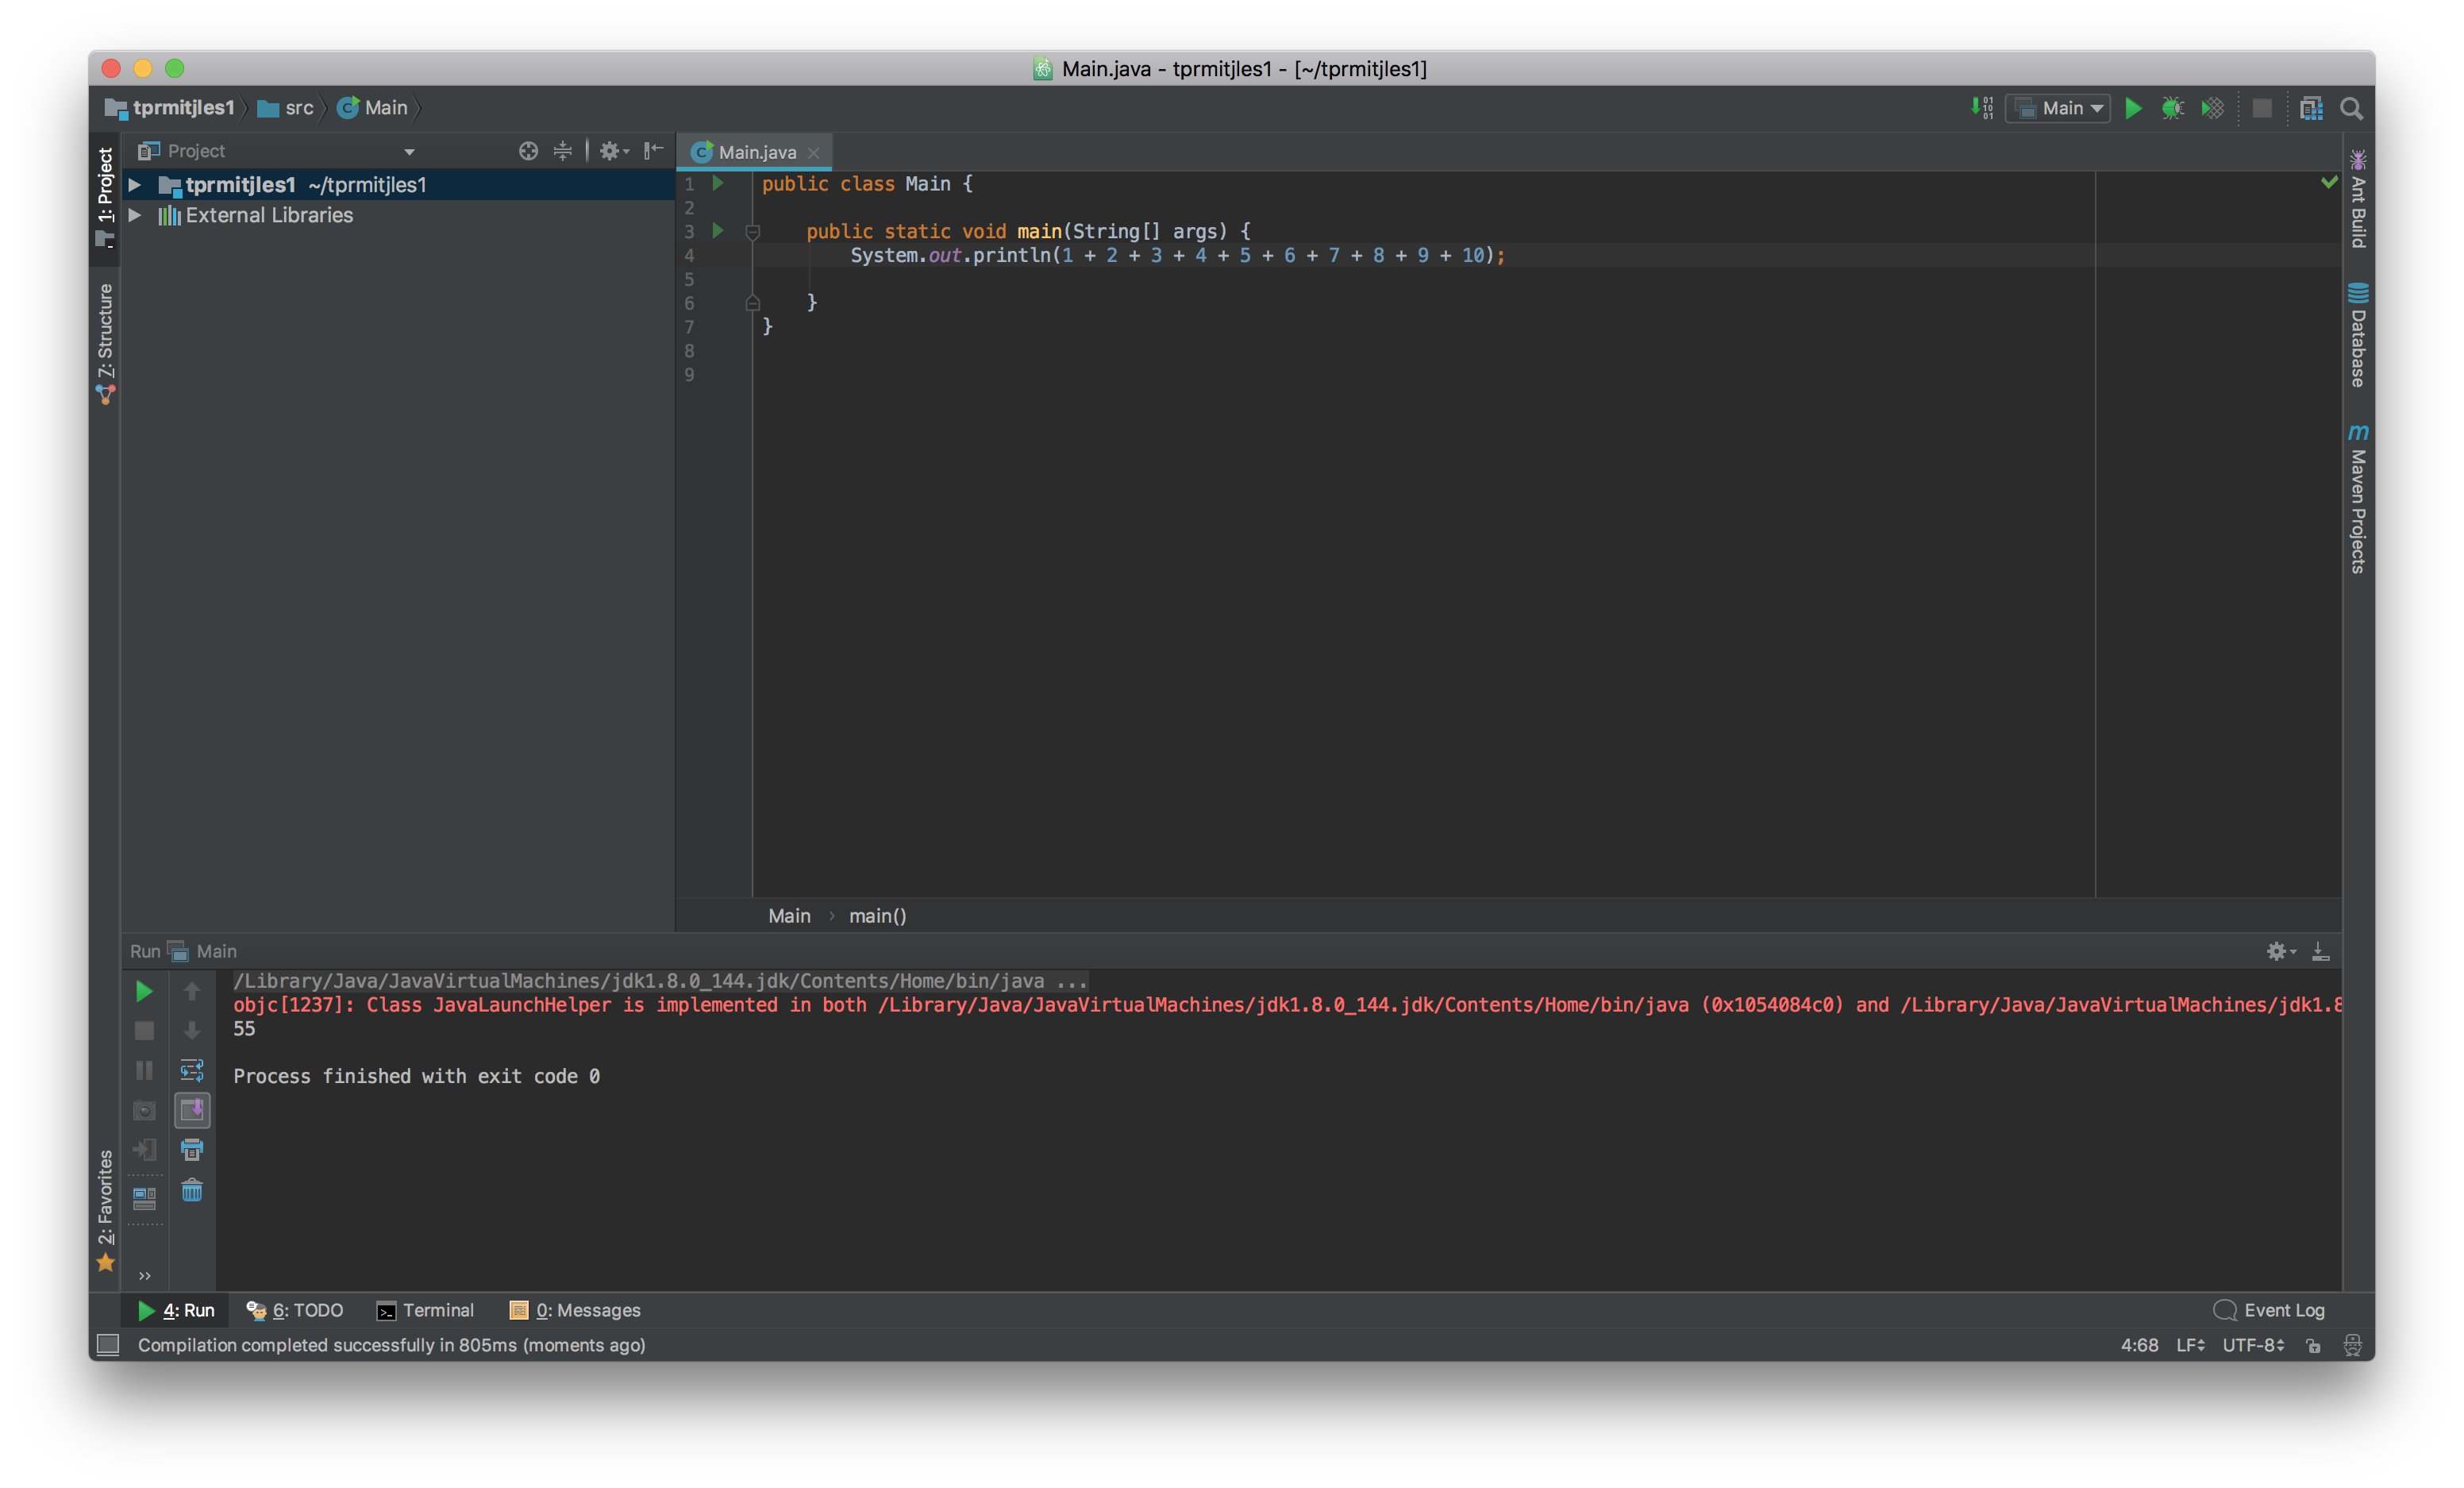 Main.java - tprmitjles1 - [~/tprmitjles1]
tprmitjles1 src Main
Main
1: Project
7: Structure
2: Favorites
Project
tprmitjles1 ~/tprmitjles1
External Libraries
Main.java
1 public class Main {
2
3 public static void main(String[] args) {
4 System.out.println(1 + 2 + 3 + 4 + 5 + 6 + 7 + 8 + 9 + 10);
5
6 }
7 }
8
9
Main › main()
Ant Build
Database
m Maven Projects
Run Main
/Library/Java/JavaVirtualMachines/jdk1.8.0_144.jdk/Contents/Home/bin/java ...
objc[1237]: Class JavaLaunchHelper is implemented in both /Library/Java/JavaVirtualMachines/jdk1.8.0_144.jdk/Contents/Home/bin/java (0x1054084c0) and /Library/Java/JavaVirtualMachines/jdk1.8
55
Process finished with exit code 0
4: Run 6: TODO Terminal 0: Messages Event Log
Compilation completed successfully in 805ms (moments ago) 4:68 LF UTF-8